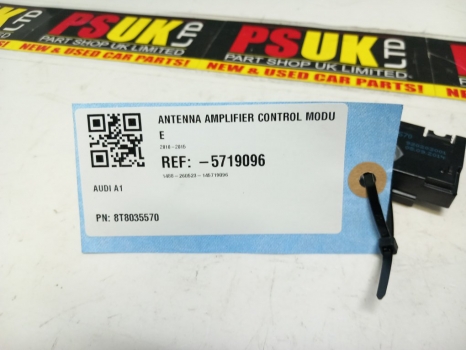 PSUK LTD
PART SHOP UK LIMITED
NEW & USED CAR PARTS!
PSUK LTD
PART SHOP UK LIMITED
NEW & USED CAR PARTS!
ANTENNA AMPLIFIER CONTROL MODU
E
2010-2015
REF: -5719096
AUDI A1
PN: 8T8035570